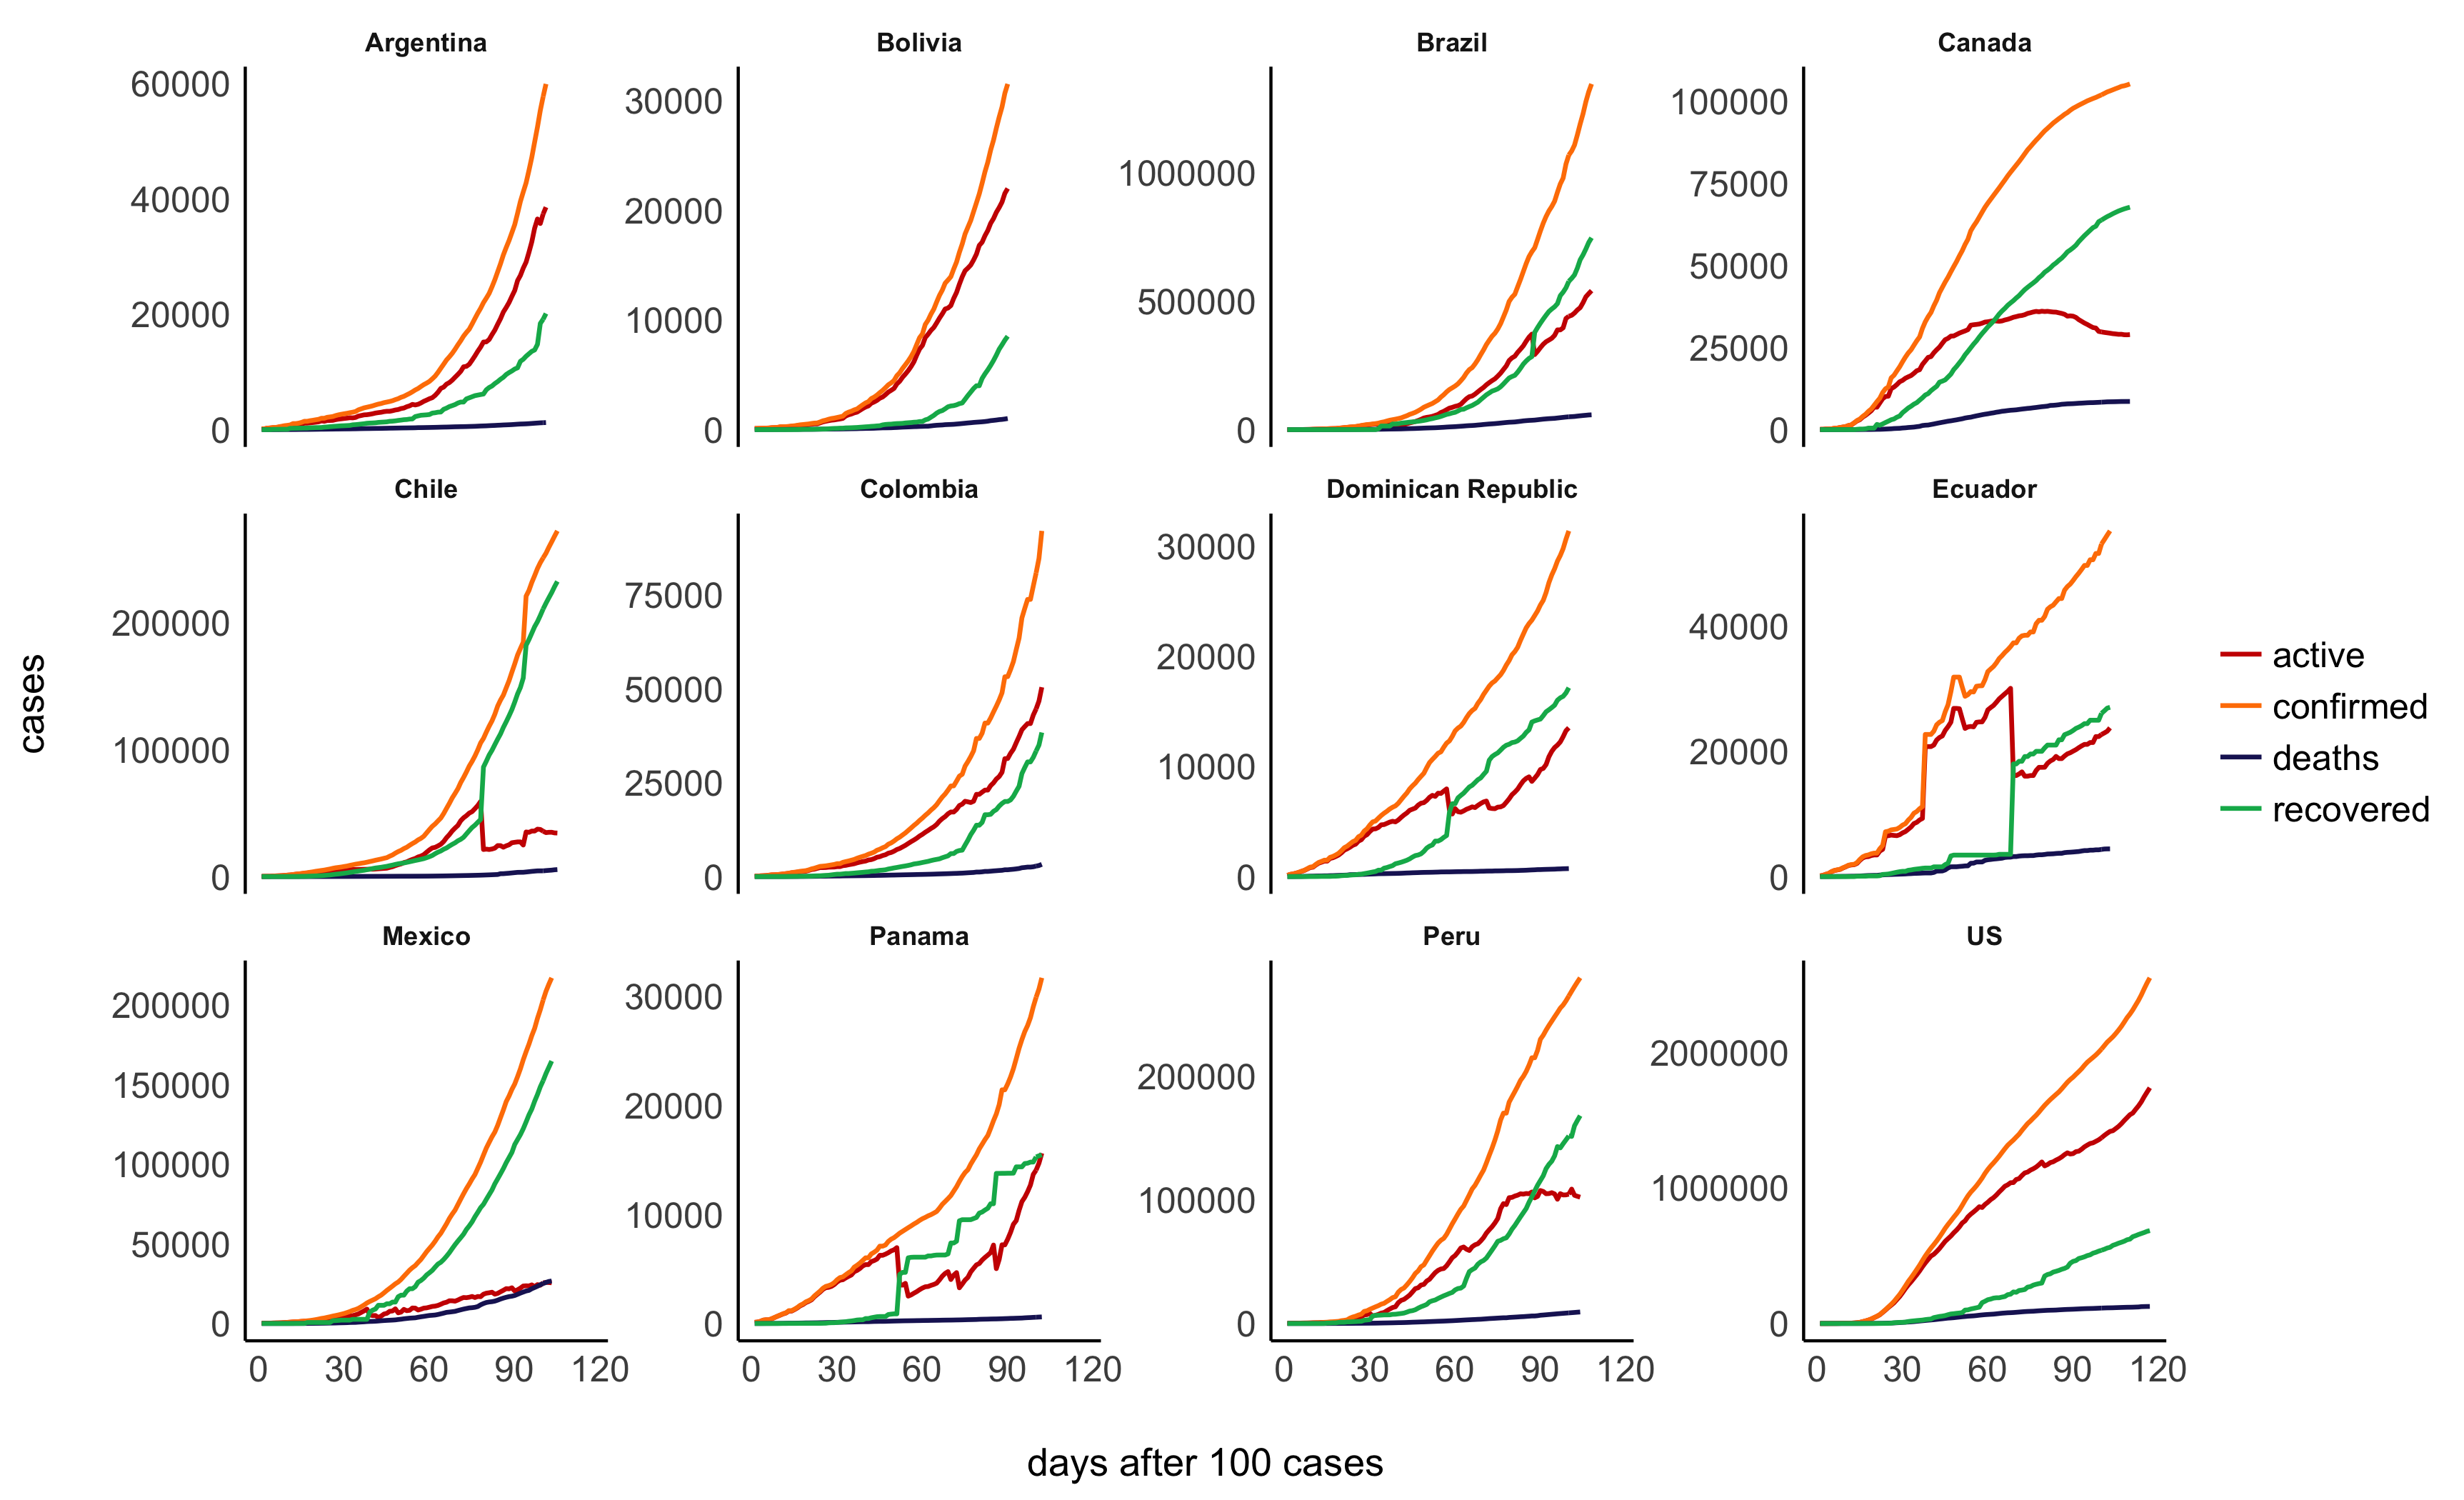 Argentina
Bolivia
Brazil
Canada
60000
40000
20000
0
30000
20000
10000
0
1000000
500000
0
100000
75000
50000
25000
0
Chile
Colombia
Dominican Republic
Ecuador
200000
100000
0
75000
50000
25000
0
30000
20000
10000
0
40000
20000
0
cases
active
confirmed
deaths
recovered
Mexico
Panama
Peru
US
200000
150000
100000
50000
0
30000
20000
10000
0
200000
100000
0
2000000
1000000
0
0 30 60 90 120
0 30 60 90 120
0 30 60 90 120
0 30 60 90 120
days after 100 cases